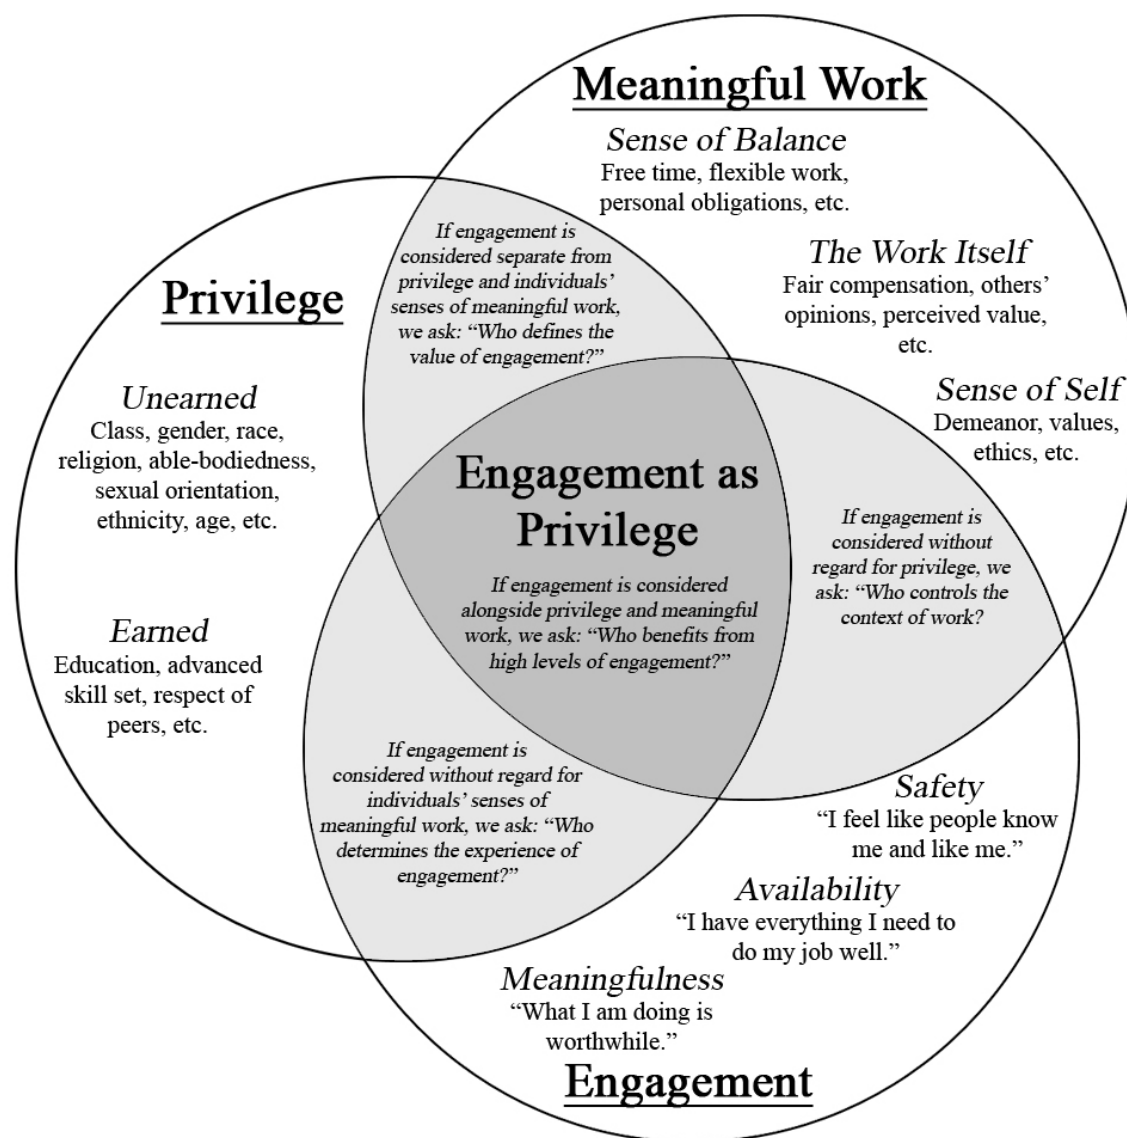 Meaningful Work
Sense of Balance
Free time, flexible work,
personal obligations, etc.
The Work Itself
Fair compensation, others’
opinions, perceived value,
etc.
Sense of Self
Demeanor, values,
ethics, etc.
If engagement is
considered separate from
privilege and individuals’
senses of meaningful work,
we ask: “Who defines the
value of engagement?”
Privilege
Unearned
Class, gender, race,
religion, able-bodiedness,
sexual orientation,
ethnicity, age, etc.
Earned
Education, advanced
skill set, respect of
peers, etc.
Engagement as
Privilege
If engagement is considered
alongside privilege and meaningful
work, we ask: “Who benefits from
high levels of engagement?”
If engagement is
considered without
regard for privilege, we
ask: “Who controls the
context of work?
If engagement is
considered without regard for
individuals’ senses of
meaningful work, we ask: “Who
determines the experience of
engagement?”
Safety
“I feel like people know
me and like me.”
Availability
“I have everything I need to
do my job well.”
Meaningfulness
“What I am doing is
worthwhile.”
Engagement